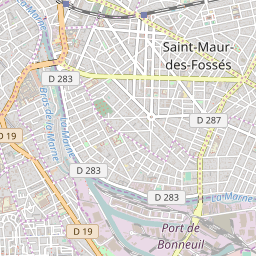 Saint-Maur-
des-Fossés
D 283
D 287
Bras de la Marne
La Marne
D 19
D 283
D 283
La Marne
D 19
Port de
Bonneuil